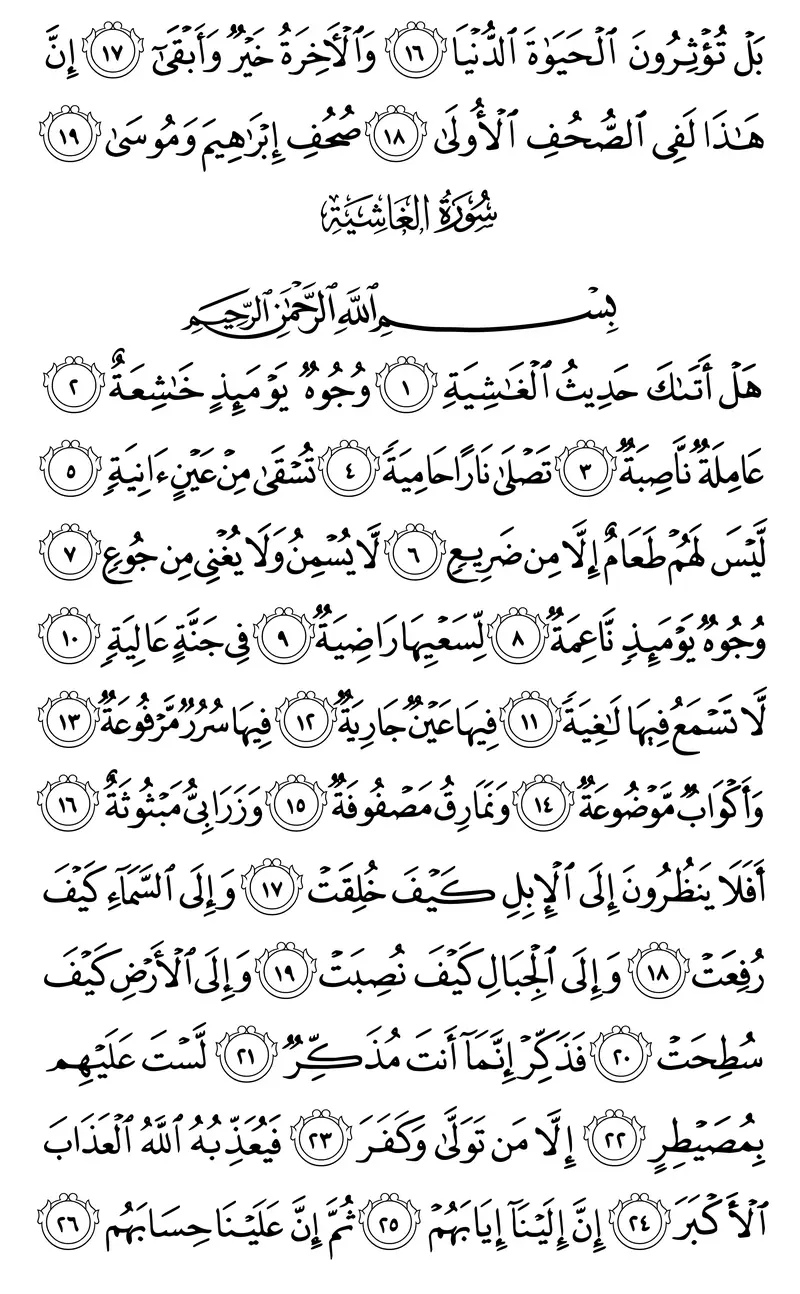 بَلْ تُؤْثِرُونَ ٱلْحَيَوٰةَ ٱلدُّنْيَا ١٦ وَٱلْأَخِرَةُ خَيْرٌ وَأَبْقَىٰٓ ١٧ إِنَّ
هَـٰذَا لَفِى ٱلصُّحُفِ ٱلْأُولَىٰ ١٨ صُحُفِ إِبْرَٰهِيمَ وَمُوسَىٰ ١٩
سُورَةُ الغَاشِيَةِ
بِسْمِ ٱللَّهِ ٱلرَّحْمَـٰنِ ٱلرَّحِيمِ
هَلْ أَتَىٰكَ حَدِيثُ ٱلْغَـٰشِيَةِ ١ وُجُوهٌ يَوْمَئِذٍ خَـٰشِعَةٌ ٢
عَامِلَةٌ نَّاصِبَةٌ ٣ تَصْلَىٰ نَارًا حَامِيَةً ٤ تُسْقَىٰ مِنْ عَيْنٍ ءَانِيَةٍ ٥
لَّيْسَ لَهُمْ طَعَامٌ إِلَّا مِن ضَرِيعٍ ٦ لَّا يُسْمِنُ وَلَا يُغْنِى مِن جُوعٍ ٧
وُجُوهٌ يَوْمَئِذٍ نَّاعِمَةٌ ٨ لِّسَعْيِهَا رَاضِيَةٌ ٩ فِى جَنَّةٍ عَالِيَةٍ ١٠
لَّا تَسْمَعُ فِيهَا لَـٰغِيَةً ١١ فِيهَا عَيْنٌ جَارِيَةٌ ١٢ فِيهَا سُرُرٌ مَّرْفُوعَةٌ ١٣
وَأَكْوَابٌ مَّوْضُوعَةٌ ١٤ وَنَمَارِقُ مَصْفُوفَةٌ ١٥ وَزَرَابِىُّ مَبْثُوثَةٌ ١٦
أَفَلَا يَنظُرُونَ إِلَى ٱلْإِبِلِ كَيْفَ خُلِقَتْ ١٧ وَإِلَى ٱلسَّمَآءِ كَيْفَ
رُفِعَتْ ١٨ وَإِلَى ٱلْجِبَالِ كَيْفَ نُصِبَتْ ١٩ وَإِلَى ٱلْأَرْضِ كَيْفَ
سُطِحَتْ ٢٠ فَذَكِّرْ إِنَّمَآ أَنتَ مُذَكِّرٌ ٢١ لَّسْتَ عَلَيْهِم
بِمُصَيْطِرٍ ٢٢ إِلَّا مَن تَوَلَّىٰ وَكَفَرَ ٢٣ فَيُعَذِّبُهُ ٱللَّهُ ٱلْعَذَابَ
ٱلْأَكْبَرَ ٢٤ إِنَّ إِلَيْنَآ إِيَابَهُمْ ٢٥ ثُمَّ إِنَّ عَلَيْنَا حِسَابَهُم ٢٦